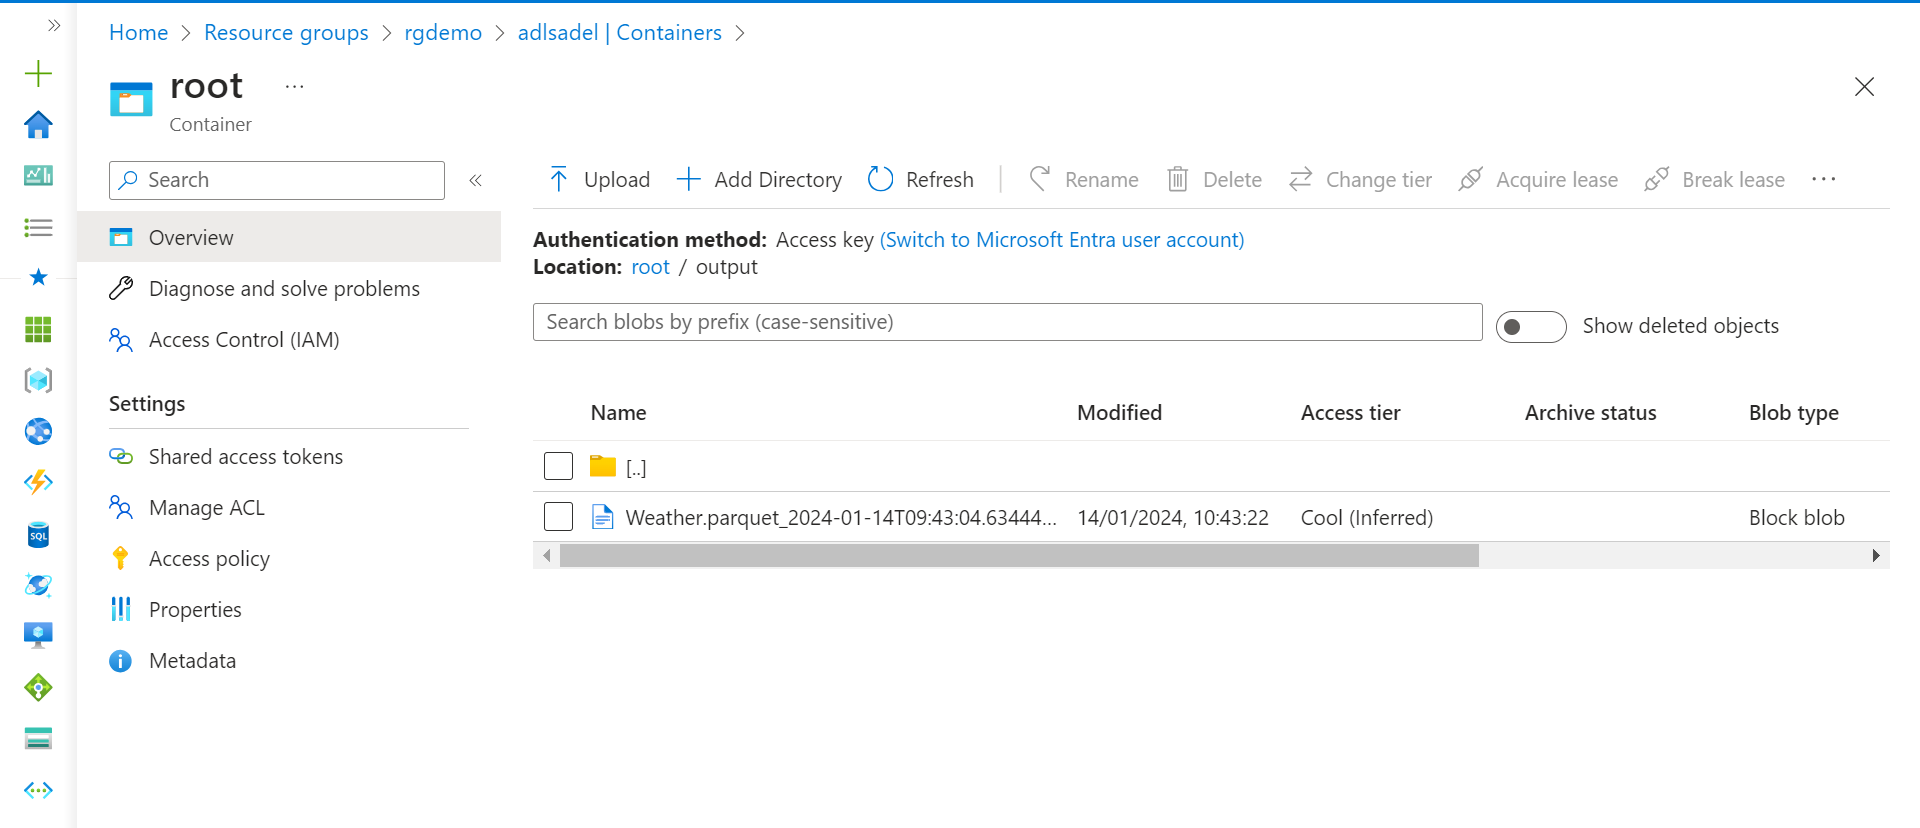 Home > Resource groups > rgdemo > adlsadel | Containers >
root ...
Container
Search
Overview
Diagnose and solve problems
Access Control (IAM)
Settings
Shared access tokens
Manage ACL
Access policy
Properties
Metadata
Upload Add Directory Refresh Rename Delete Change tier Acquire lease Break lease ...
Authentication method: Access key (Switch to Microsoft Entra user account)
Location: root / output
Search blobs by prefix (case-sensitive) Show deleted objects
Name Modified Access tier Archive status Blob type
[..]
Weather.parquet_2024-01-14T09:43:04.63444... 14/01/2024, 10:43:22 Cool (Inferred) Block blob
SQL